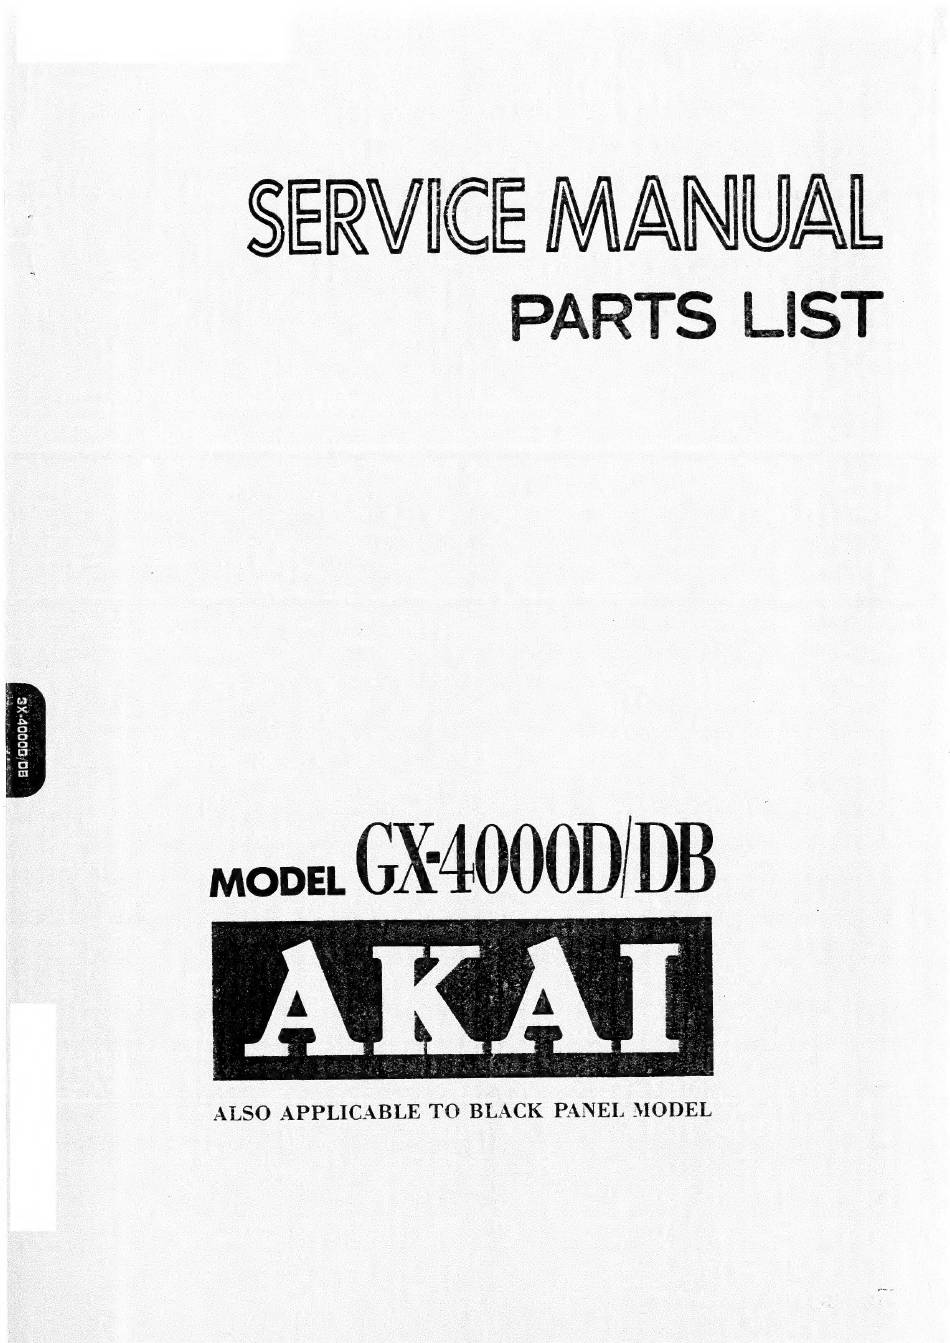 SERVICE MANUAL
PARTS LIST
GX-4000D/DB
MODEL GX-4000D/DB
AKAI
ALSO APPLICABLE TO BLACK PANEL MODEL